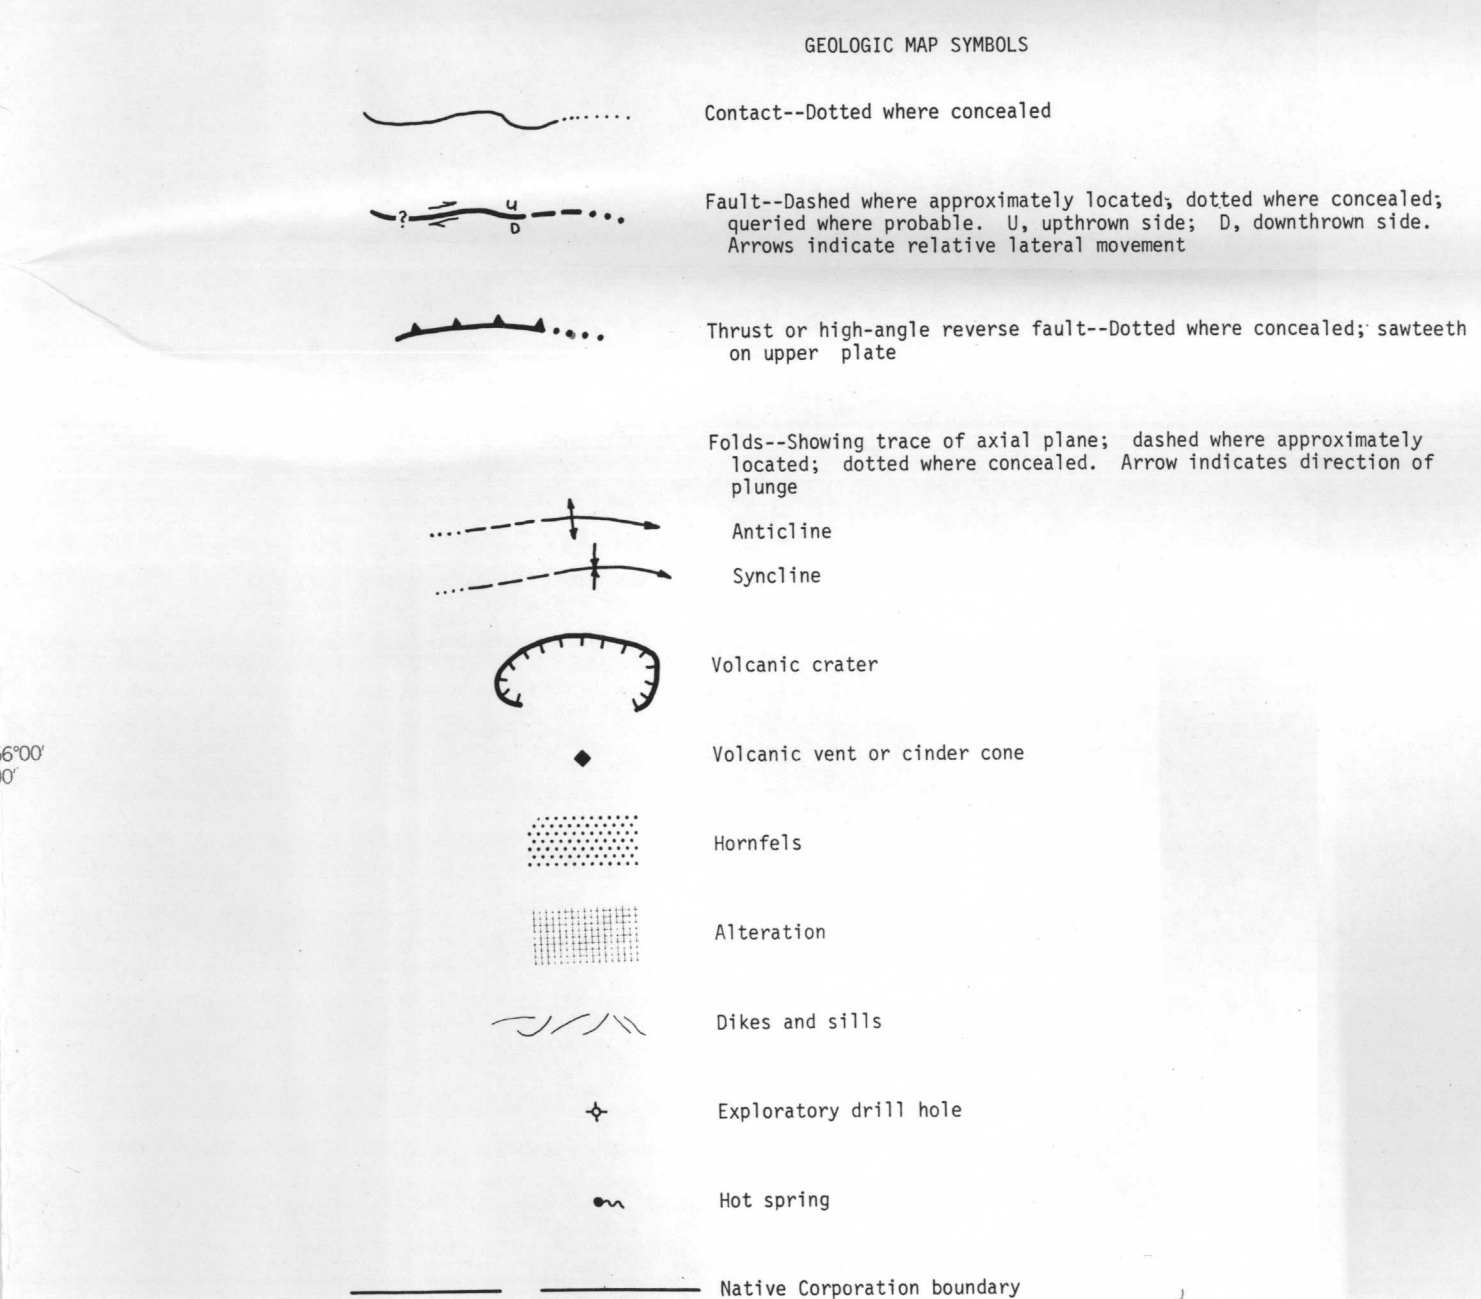 GEOLOGIC MAP SYMBOLS
Contact--Dotted where concealed
? U D
Fault--Dashed where approximately located; dotted where concealed;
queried where probable. U, upthrown side; D, downthrown side.
Arrows indicate relative lateral movement
Thrust or high-angle reverse fault--Dotted where concealed; sawteeth
on upper plate
Folds--Showing trace of axial plane; dashed where approximately
located; dotted where concealed. Arrow indicates direction of
plunge
Anticline
Syncline
Volcanic crater
6°00'
Volcanic vent or cinder cone
0'
Hornfels
Alteration
Dikes and sills
Exploratory drill hole
Hot spring
Native Corporation boundary